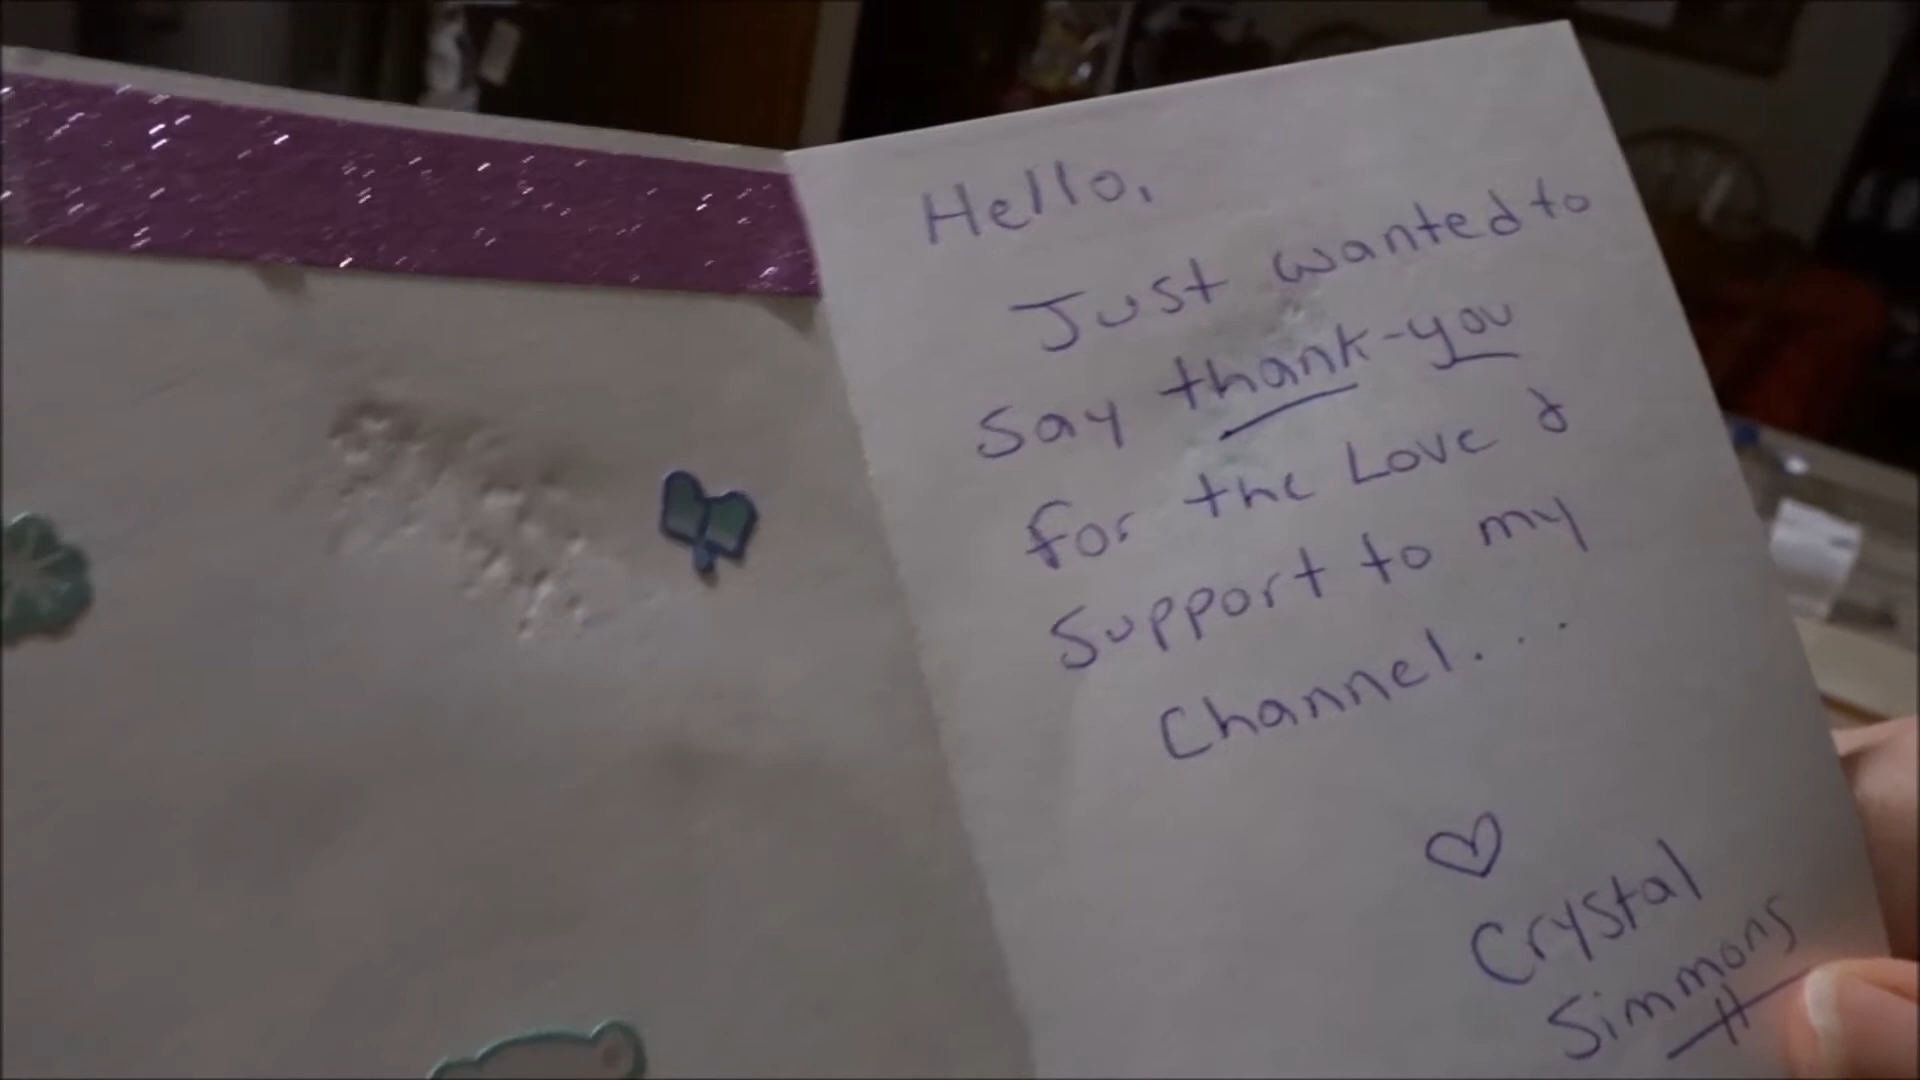 Hello,
Just wanted to
say thank-you
for the Love &
Support to my
Channel...
Crystal
Simmons